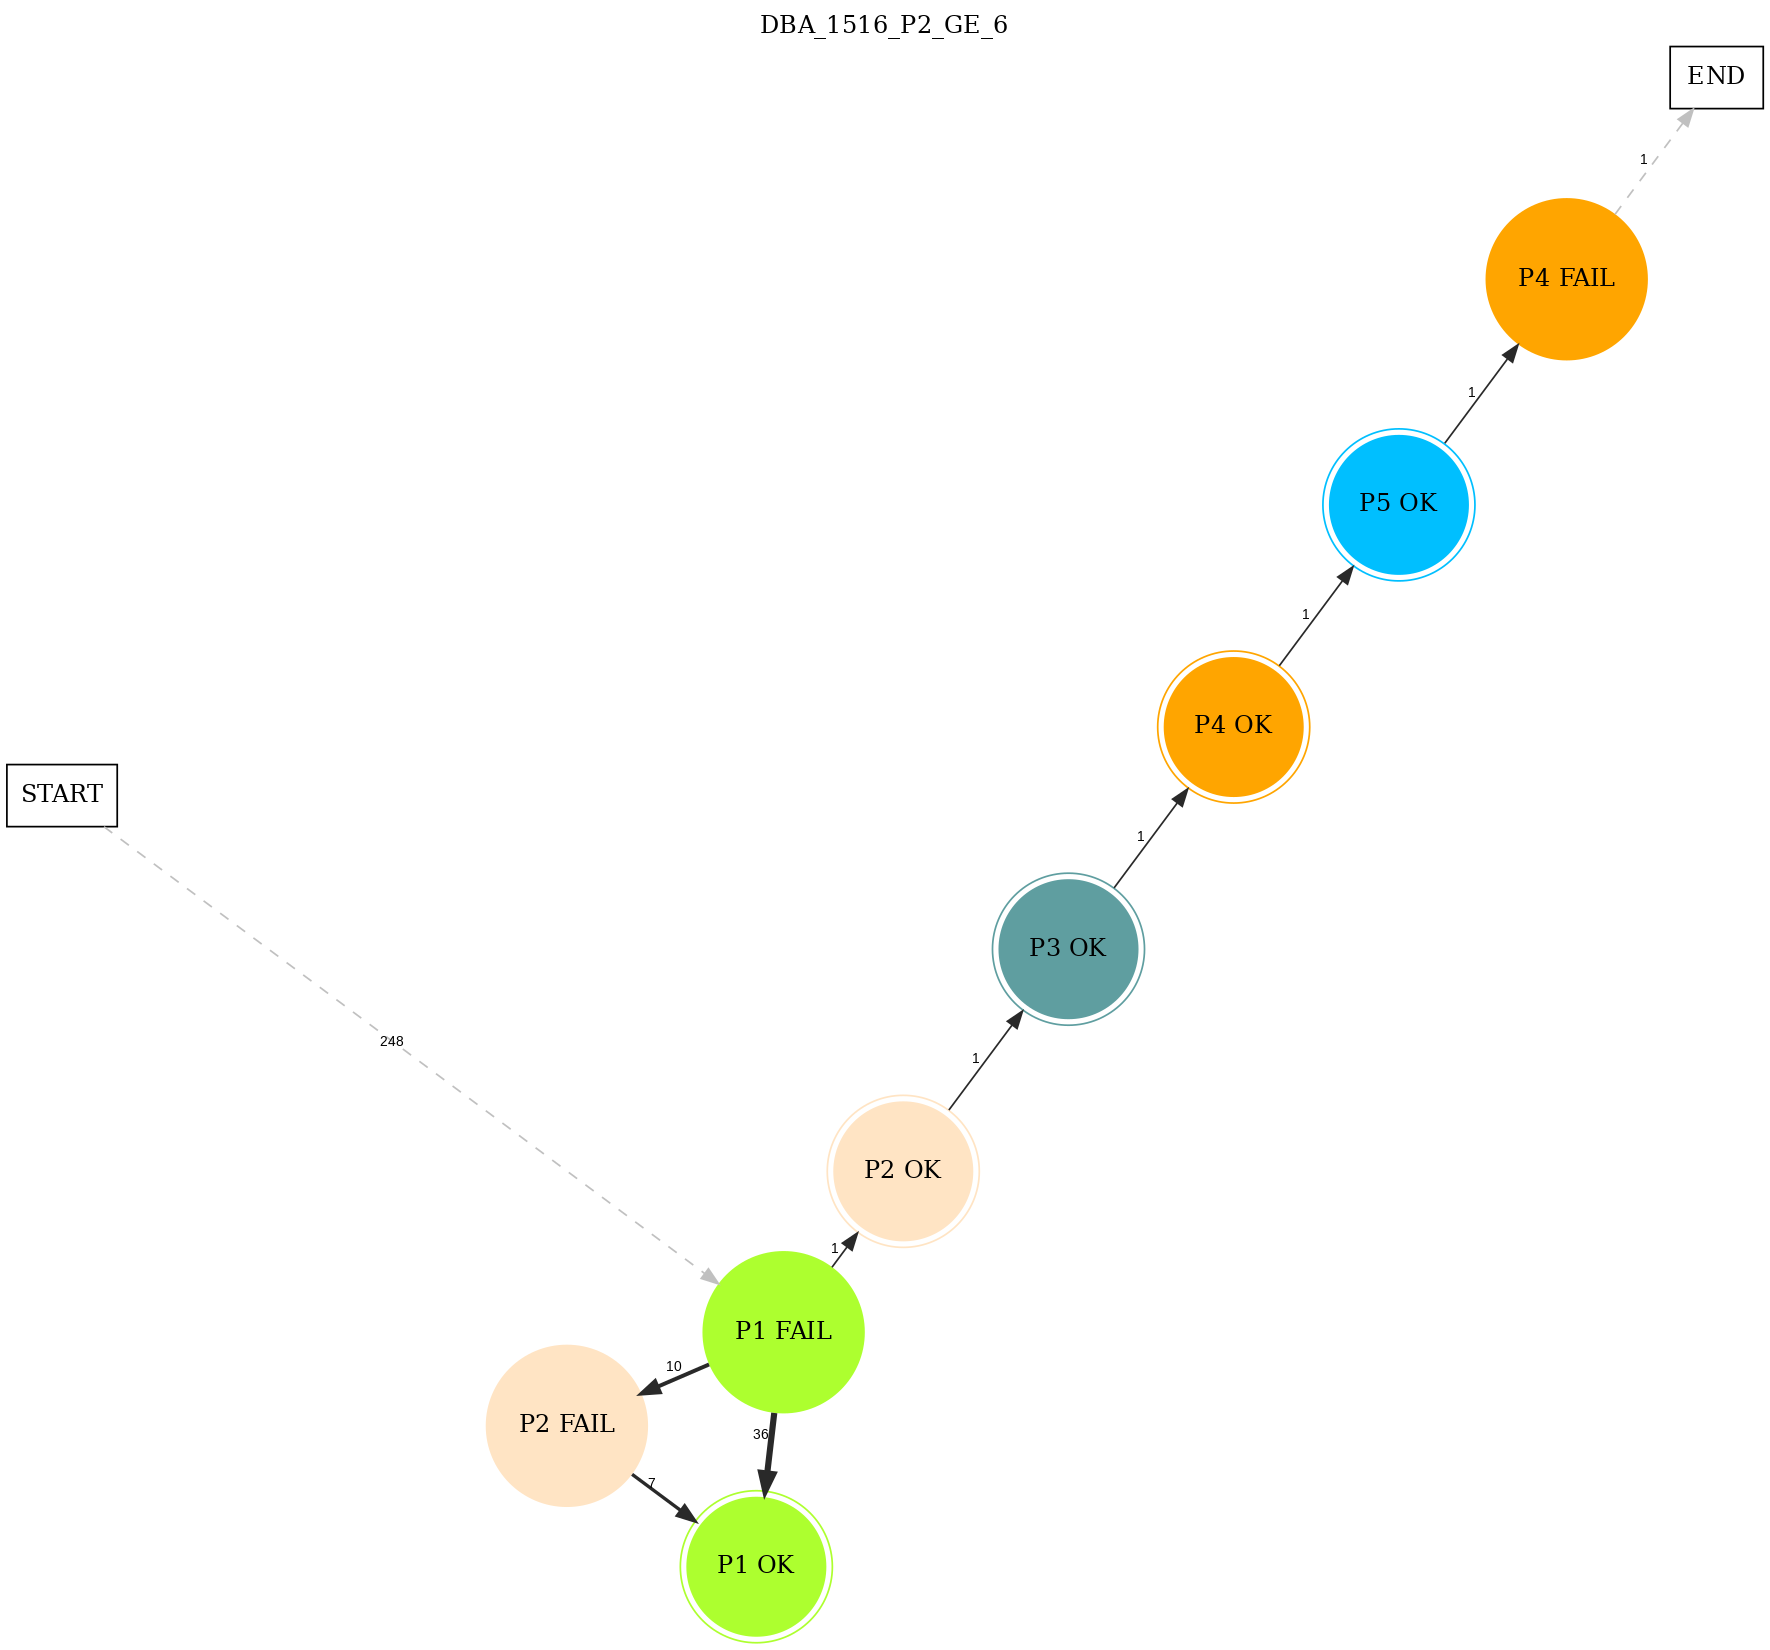 DBA_1516_P2_GE_6
END
1
P4 FAIL
1
P5 OK
1
P4 OK
START
1
P3 OK
248
1
P2 OK
1
P1 FAIL
10
P2 FAIL
36
7
P1 OK